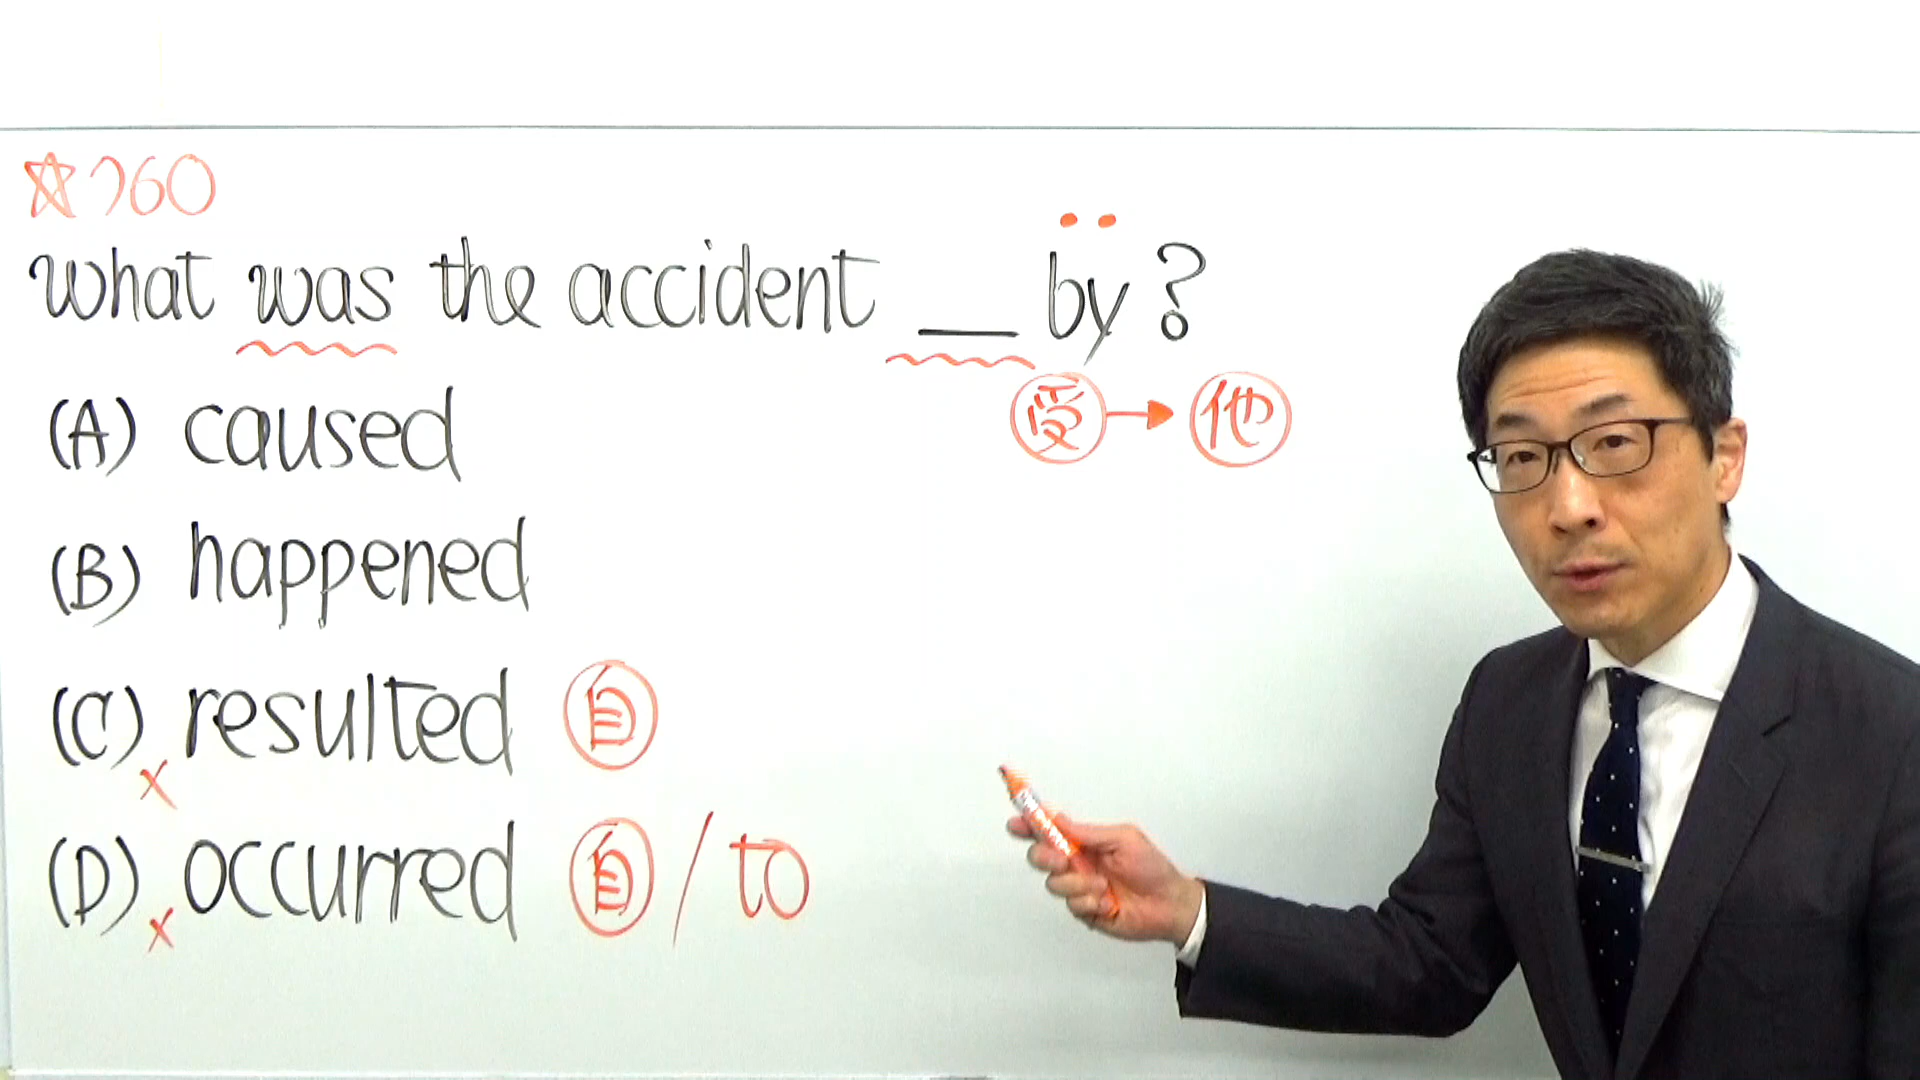 ☆760
What was the accident __ by?
受→他
(A) caused
(B) happened
(C) resulted 自
×
(D) occurred 自 / to
×